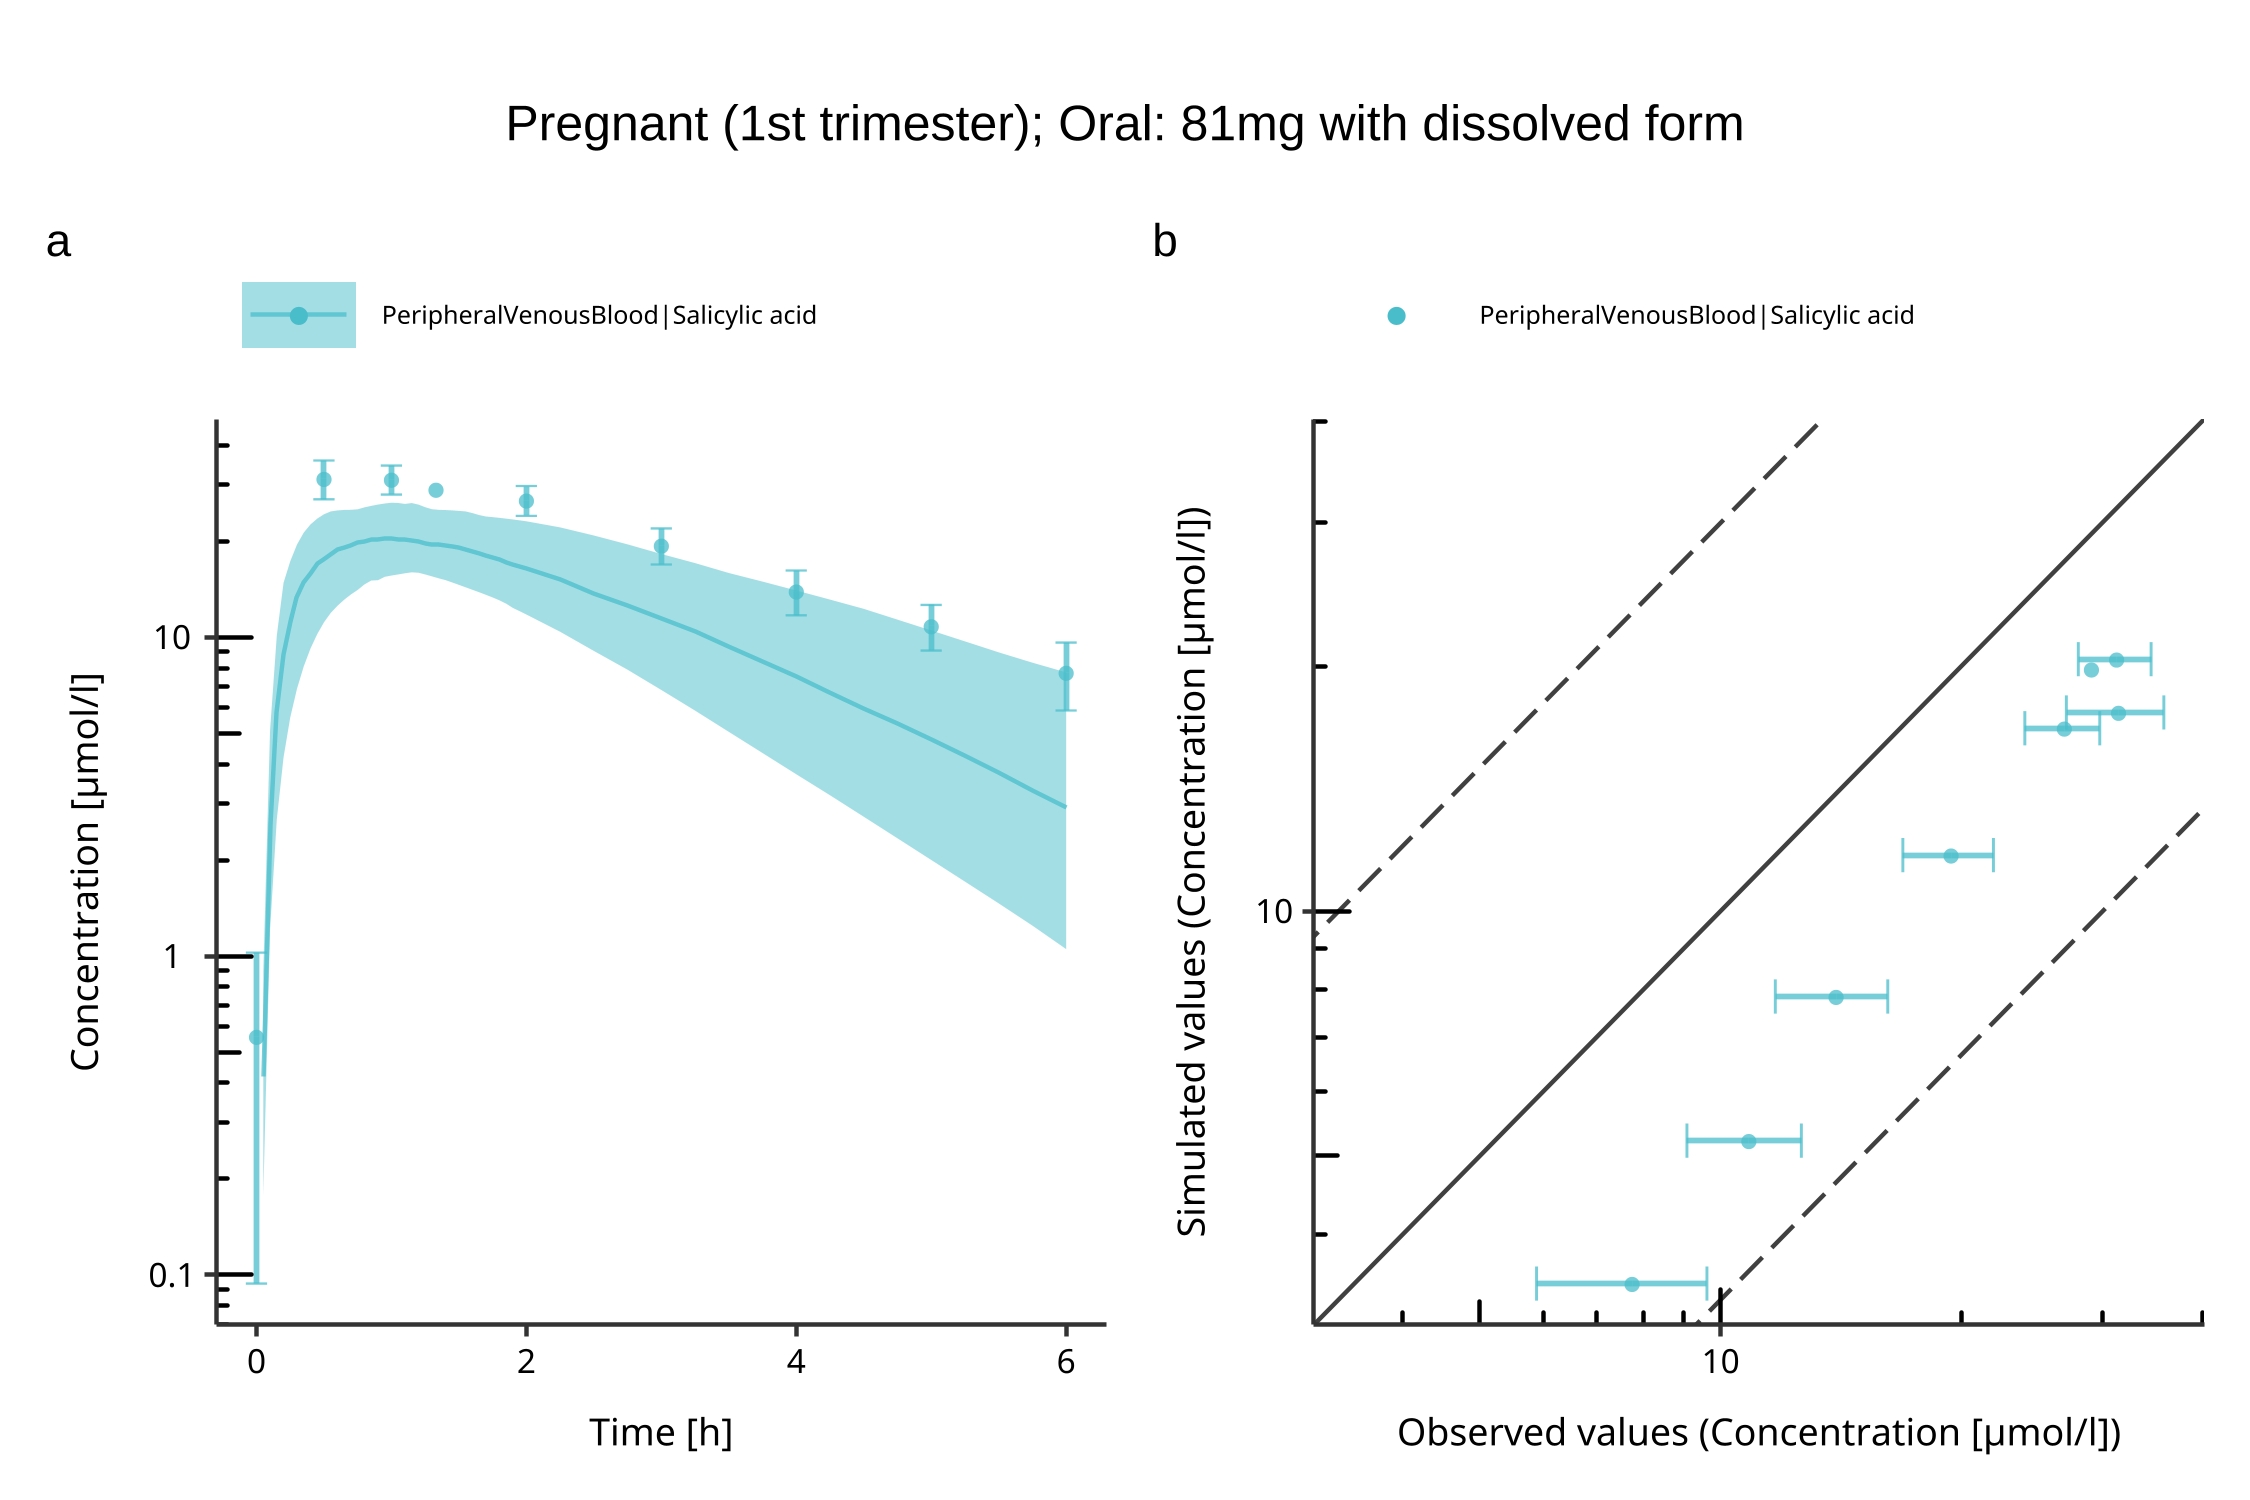 Pregnant (1st trimester); Oral: 81mg with dissolved form
a
PeripheralVenousBlood|Salicylic acid
Concentration [µmol/l]
10
1
0.1
0
2
4
6
Time [h]
b
PeripheralVenousBlood|Salicylic acid
Simulated values (Concentration [µmol/l])
10
10
Observed values (Concentration [µmol/l])